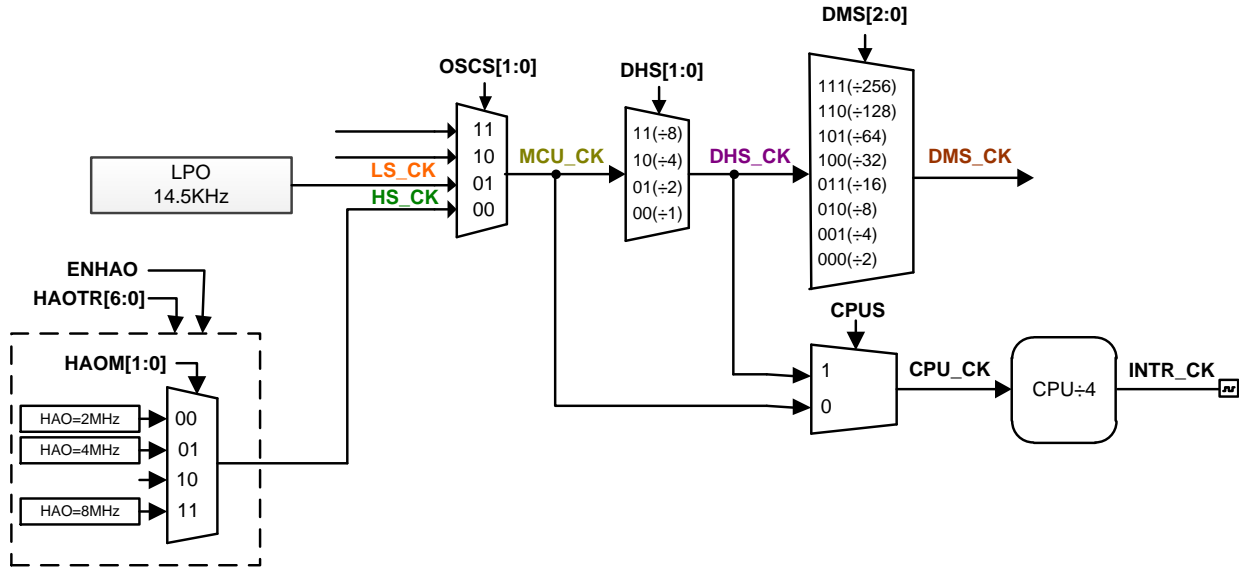 DMS[2:0]
OSCS[1:0]
DHS[1:0]
111(÷256)
110(÷128)
101(÷64)
100(÷32)
011(÷16)
010(÷8)
001(÷4)
000(÷2)
11
10
01
00
11(÷8)
10(÷4)
01(÷2)
00(÷1)
MCU_CK
DHS_CK
DMS_CK
LPO
14.5KHz
LS_CK
HS_CK
ENHAO
HAOTR[6:0]
HAOM[1:0]
HAO=2MHz
HAO=4MHz
HAO=8MHz
00
01
10
11
CPUS
1
0
CPU_CK
CPU÷4
INTR_CK